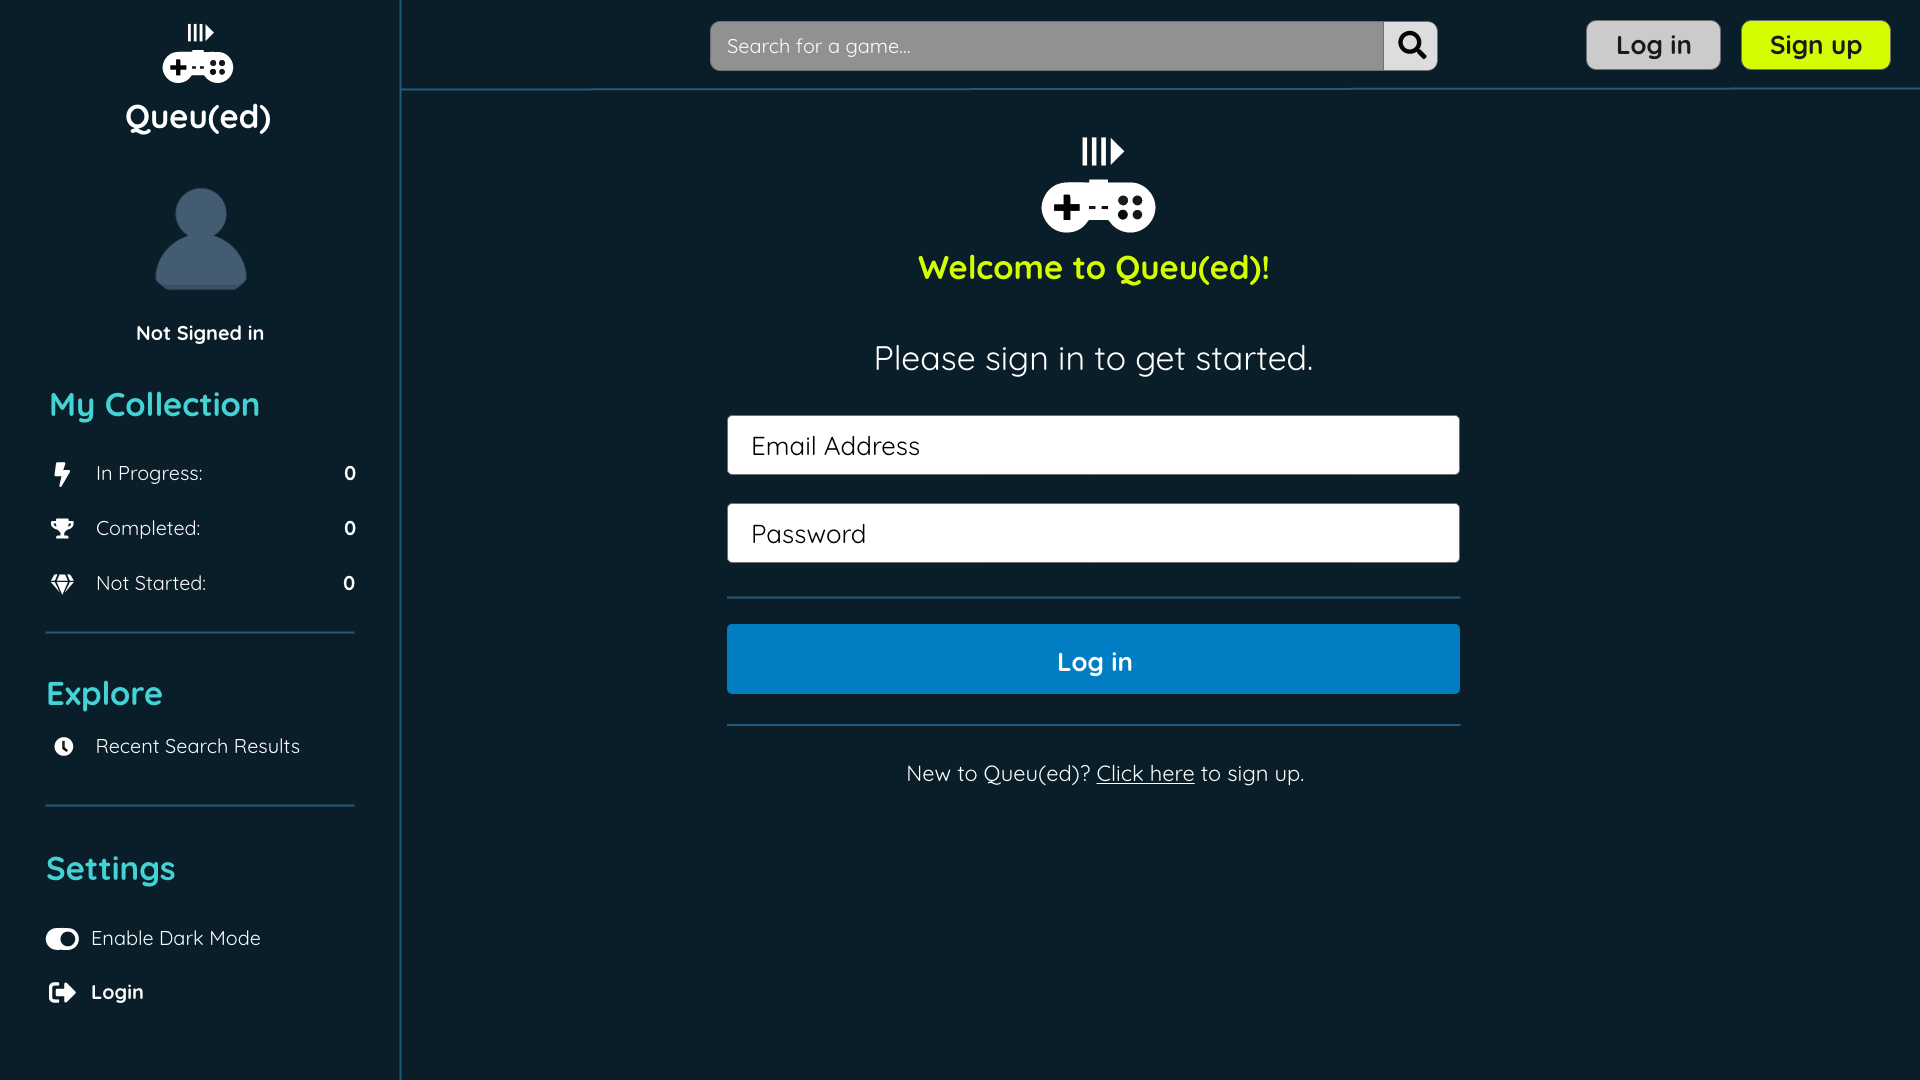 Queu(ed)
Not Signed in
My Collection
In Progress: 0
Completed: 0
Not Started: 0
Explore
Recent Search Results
Settings
Enable Dark Mode
Login
Search for a game...
Log in
Sign up
Welcome to Queu(ed)!
Please sign in to get started.
Email Address
Password
Log in
New to Queu(ed)? Click here to sign up.